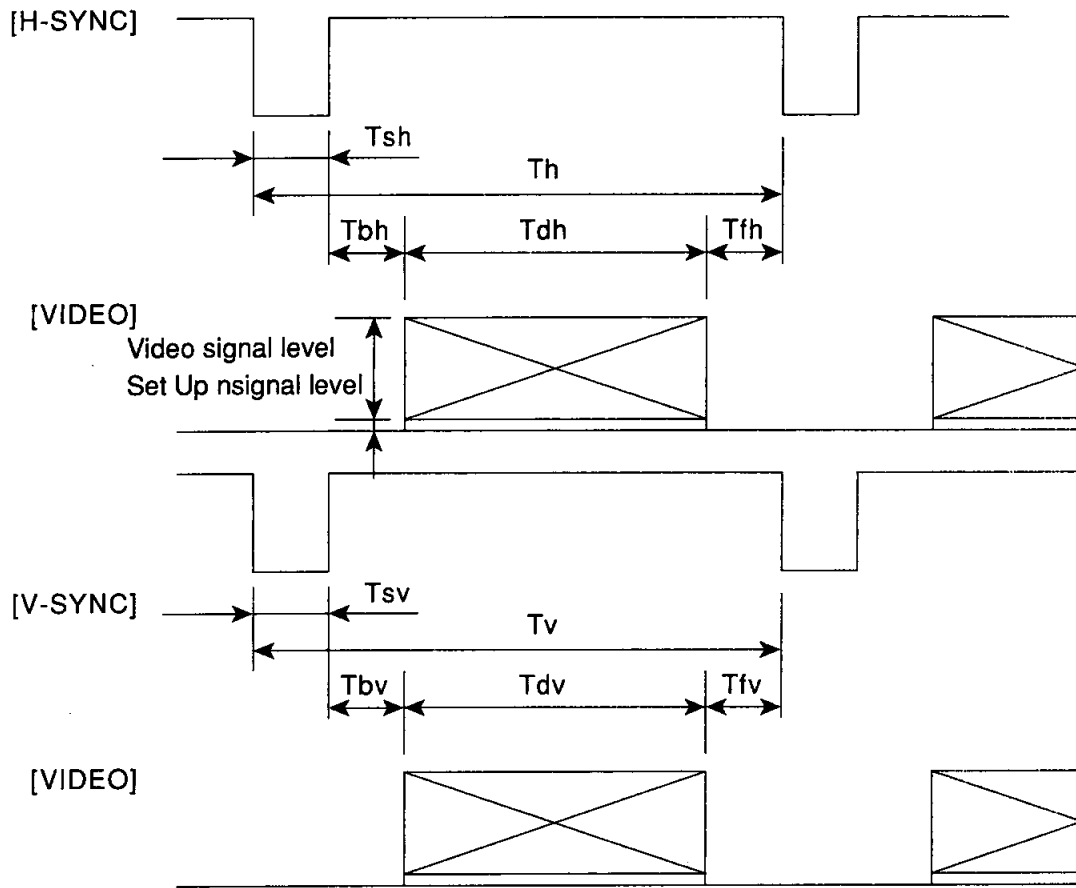 [H-SYNC]
Tsh
Th
Tbh
Tdh
Tfh
[VIDEO]
Video signal level
Set Up nsignal level
[V-SYNC]
Tsv
Tv
Tbv
Tdv
Tfv
[VIDEO]